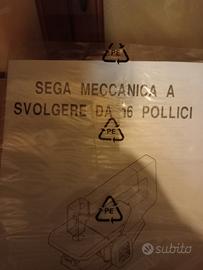 PE
SEGA MECCANICA A
SVOLGERE DA 16 POLLICI
PE
PE
subito